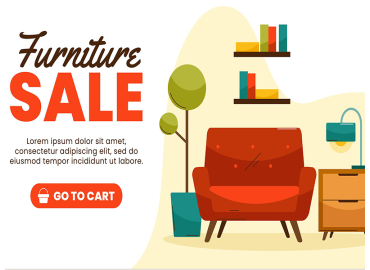 Furniture
SALE
Lorem ipsum dolor sit amet,
consectetur adipiscing elit, sed do
eiusmod tempor incididunt ut labore.
GO TO CART